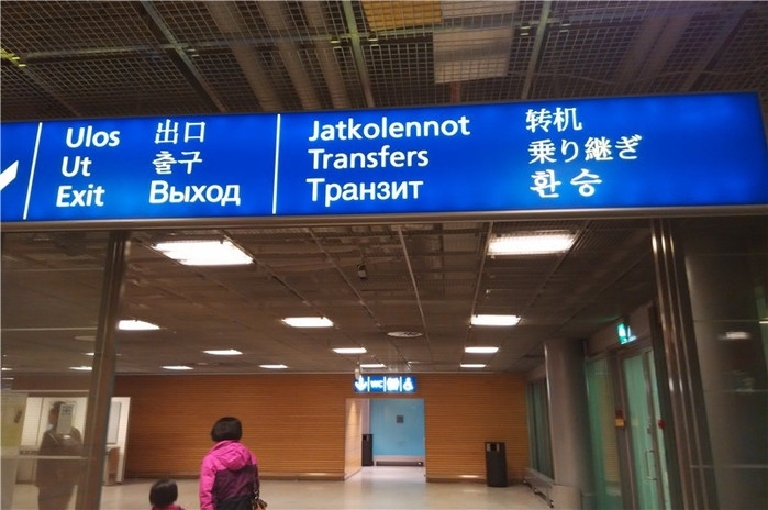 Ulos
Ut
Exit
出口
출구
Выход
Jatkolennot
Transfers
Транзит
转机
乗り継ぎ
환승
WC